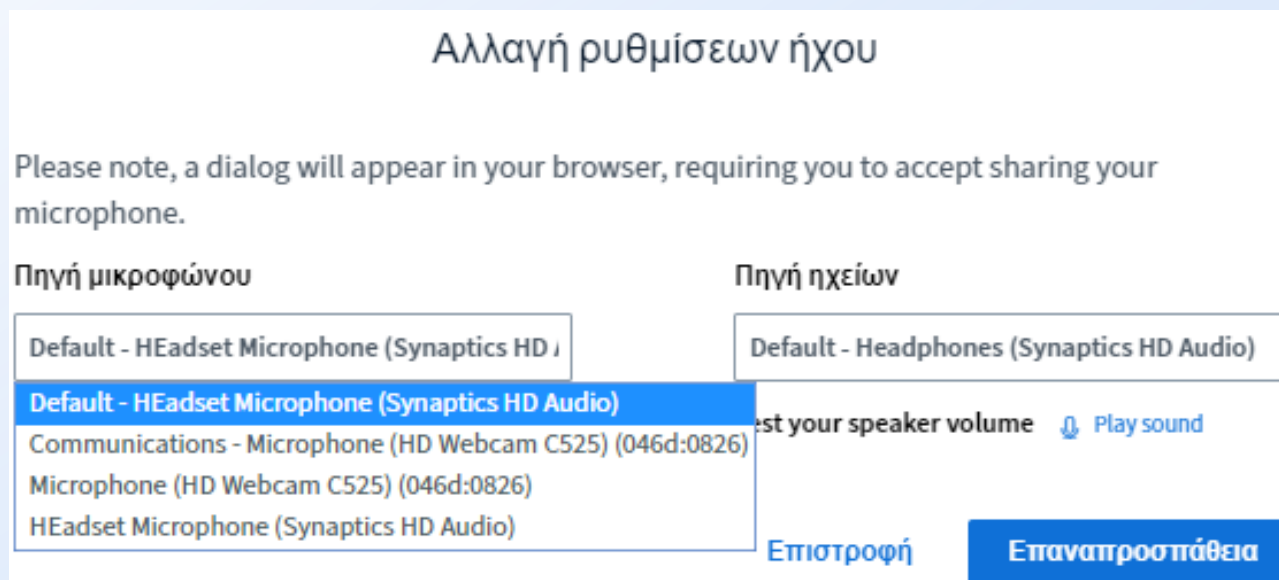 Αλλαγή ρυθμίσεων ήχου
Please note, a dialog will appear in your browser, requiring you to accept sharing your
microphone.
Πηγή μικροφώνου
Πηγή ηχείων
Default - HEadset Microphone (Synaptics HD
Default - Headphones (Synaptics HD Audio)
Default - HEadset Microphone (Synaptics HD Audio)
Communications - Microphone (HD Webcam C525) (046d:0826)
Microphone (HD Webcam C525) (046d:0826)
HEadset Microphone (Synaptics HD Audio)
est your speaker volume Play sound
Επιστροφή
Επαναπροσπάθεια